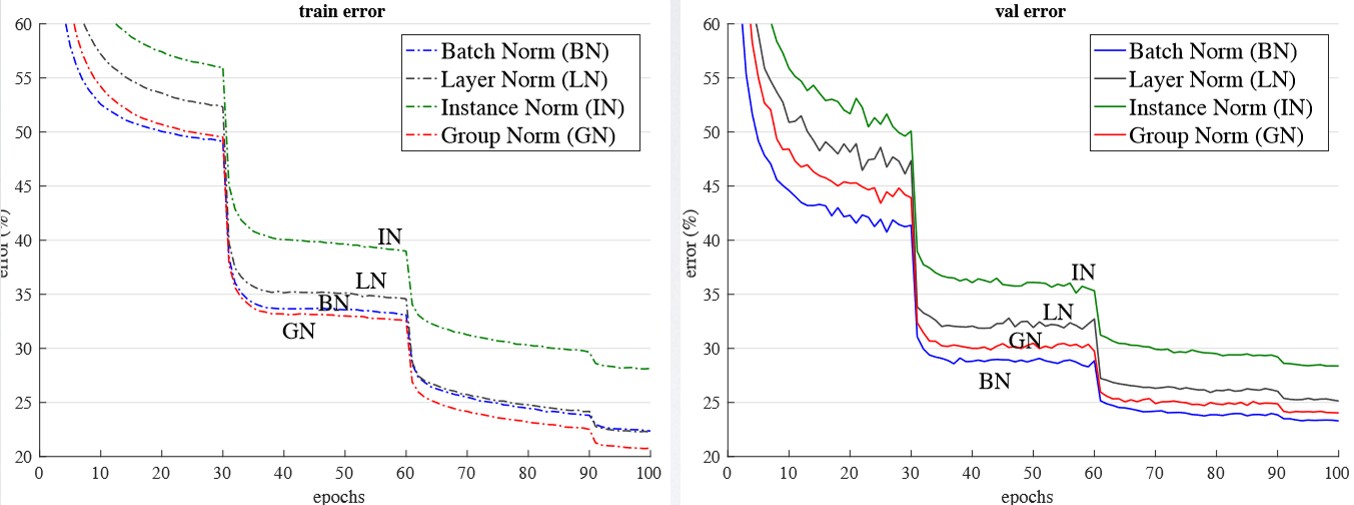 train error
60
55
50
45
40
35
30
25
20
error (%)
0 10 20 30 40 50 60 70 80 90 100
epochs
Batch Norm (BN)
Layer Norm (LN)
Instance Norm (IN)
Group Norm (GN)
IN
LN
BN
GN
val error
60
55
50
45
40
35
30
25
20
error (%)
0 10 20 30 40 50 60 70 80 90 100
epochs
Batch Norm (BN)
Layer Norm (LN)
Instance Norm (IN)
Group Norm (GN)
IN
LN
GN
BN